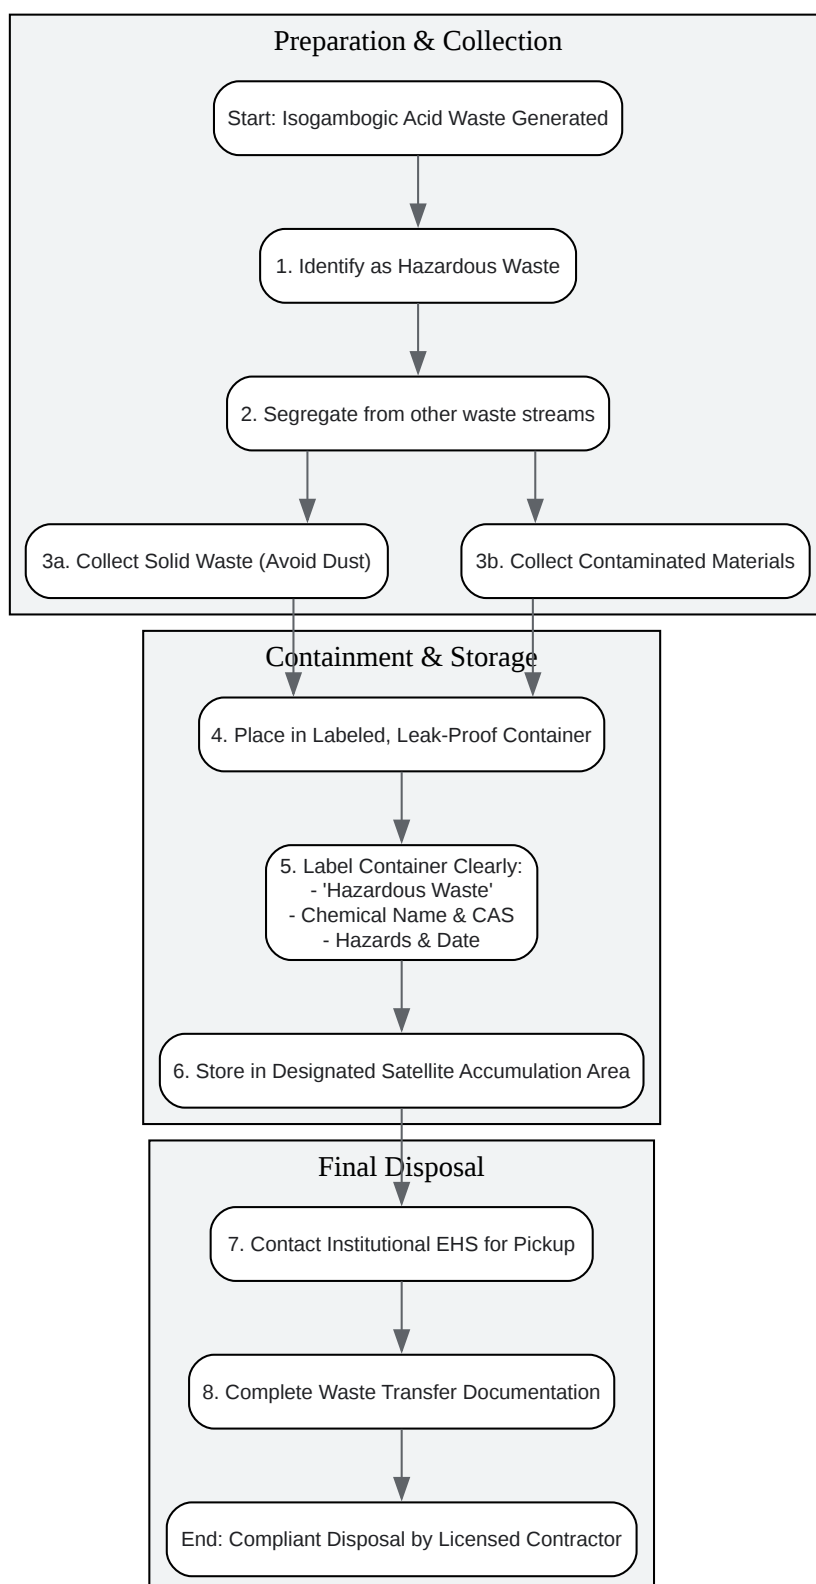 Preparation & Collection
Start: Isogambogic Acid Waste Generated
1. Identify as Hazardous Waste
2. Segregate from other waste streams
3a. Collect Solid Waste (Avoid Dust)
3b. Collect Contaminated Materials
Containment & Storage
4. Place in Labeled, Leak-Proof Container
5. Label Container Clearly:
- 'Hazardous Waste'
- Chemical Name & CAS
- Hazards & Date
6. Store in Designated Satellite Accumulation Area
Final Disposal
7. Contact Institutional EHS for Pickup
8. Complete Waste Transfer Documentation
End: Compliant Disposal by Licensed Contractor